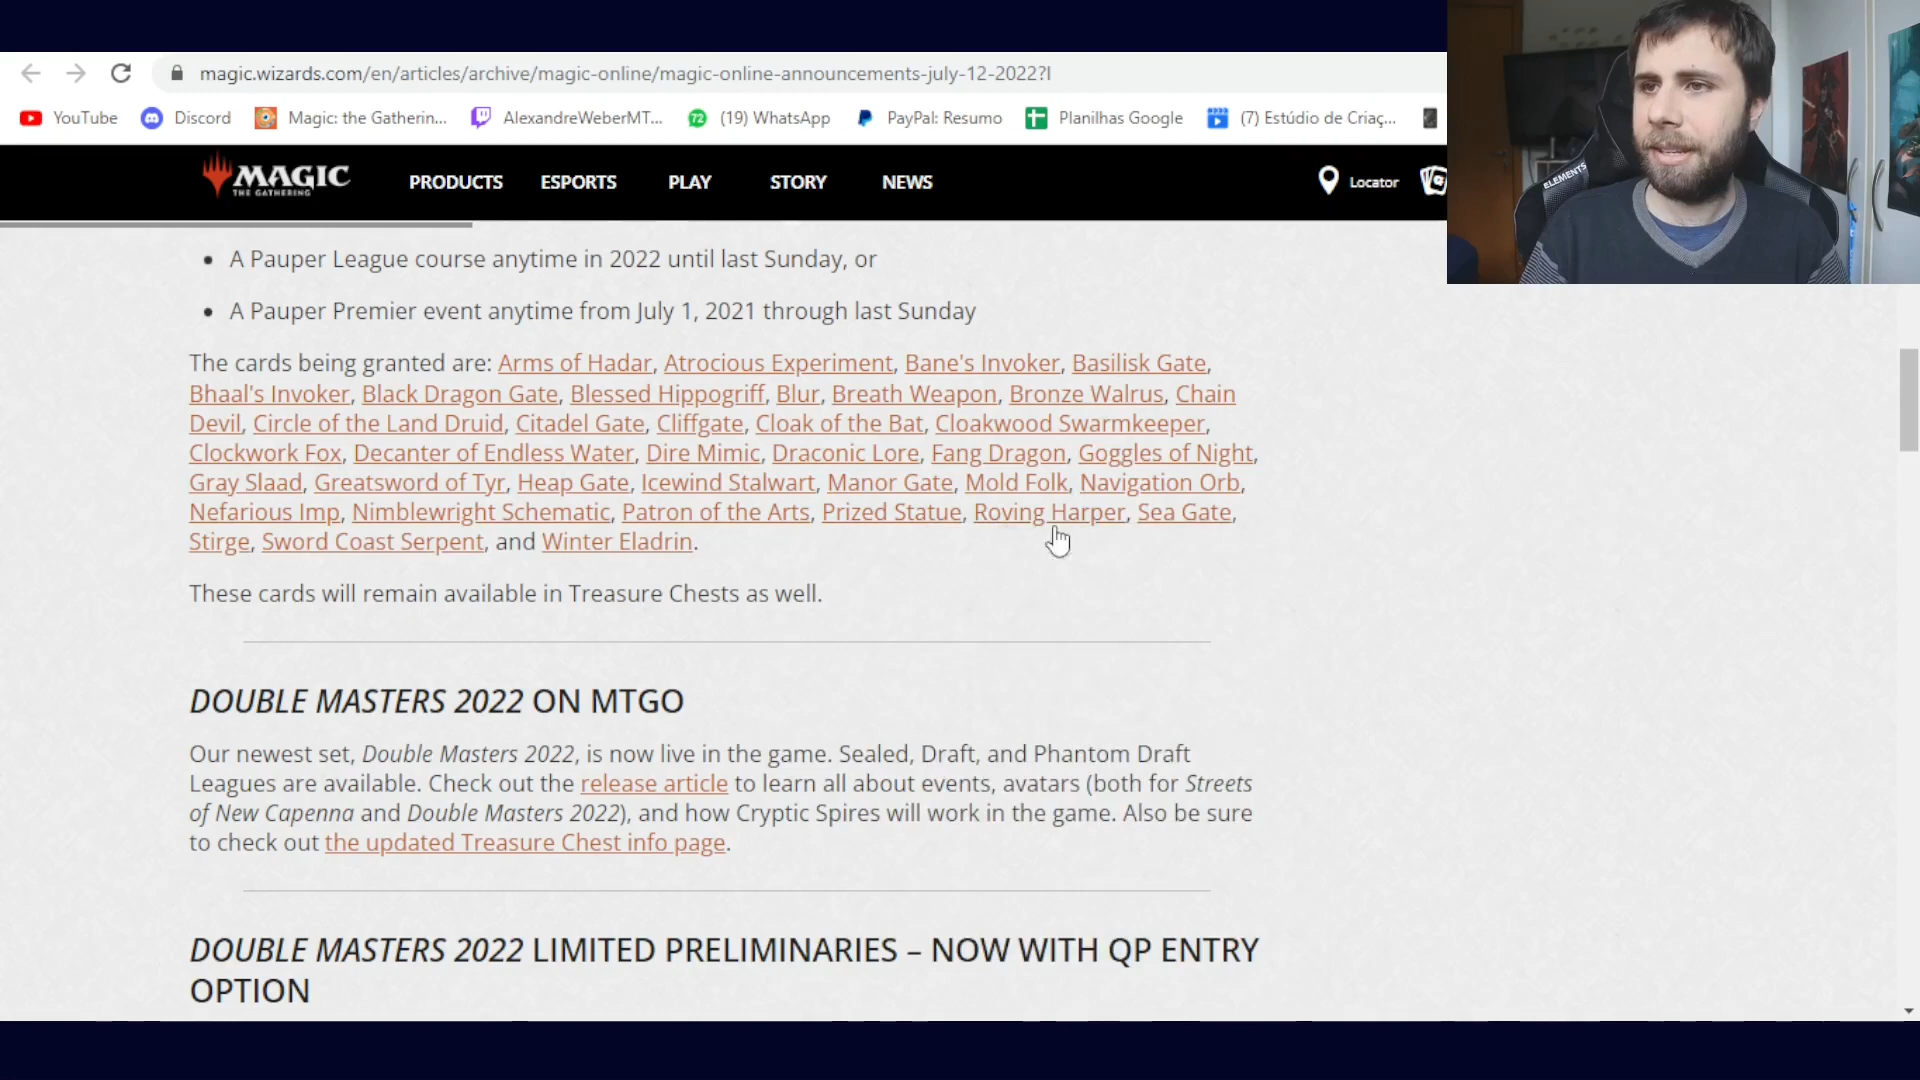 magic.wizards.com/en/articles/archive/magic-online/magic-online-announcements-july-12-2022?l
YouTube Discord Magic: the Gatherin... AlexandreWeberMT... 72 (19) WhatsApp PayPal: Resumo Planilhas Google (7) Estúdio de Criaç...
MAGIC THE GATHERING PRODUCTS ESPORTS PLAY STORY NEWS Locator
ELEMENTS
• A Pauper League course anytime in 2022 until last Sunday, or
• A Pauper Premier event anytime from July 1, 2021 through last Sunday
The cards being granted are: Arms of Hadar, Atrocious Experiment, Bane's Invoker, Basilisk Gate,
Bhaal's Invoker, Black Dragon Gate, Blessed Hippogriff, Blur, Breath Weapon, Bronze Walrus, Chain
Devil, Circle of the Land Druid, Citadel Gate, Cliffgate, Cloak of the Bat, Cloakwood Swarmkeeper,
Clockwork Fox, Decanter of Endless Water, Dire Mimic, Draconic Lore, Fang Dragon, Goggles of Night,
Gray Slaad, Greatsword of Tyr, Heap Gate, Icewind Stalwart, Manor Gate, Mold Folk, Navigation Orb,
Nefarious Imp, Nimblewright Schematic, Patron of the Arts, Prized Statue, Roving Harper, Sea Gate,
Stirge, Sword Coast Serpent, and Winter Eladrin.
These cards will remain available in Treasure Chests as well.
DOUBLE MASTERS 2022 ON MTGO
Our newest set, Double Masters 2022, is now live in the game. Sealed, Draft, and Phantom Draft
Leagues are available. Check out the release article to learn all about events, avatars (both for Streets
of New Capenna and Double Masters 2022), and how Cryptic Spires will work in the game. Also be sure
to check out the updated Treasure Chest info page.
DOUBLE MASTERS 2022 LIMITED PRELIMINARIES – NOW WITH QP ENTRY
OPTION